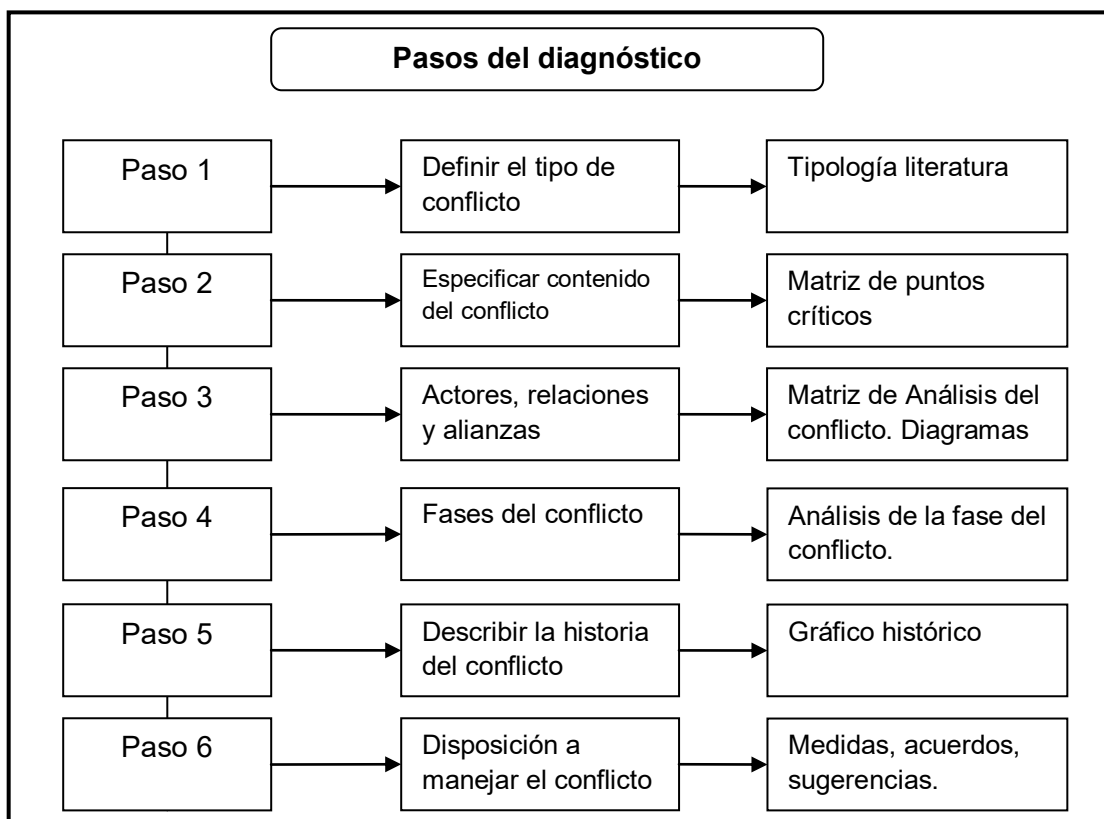 Pasos del diagnóstico
Paso 1
Definir el tipo de
conflicto
Tipología literatura
Paso 2
Especificar contenido
del conflicto
Matriz de puntos
críticos
Paso 3
Actores, relaciones
y alianzas
Matriz de Análisis del
conflicto. Diagramas
Paso 4
Fases del conflicto
Análisis de la fase del
conflicto.
Paso 5
Describir la historia
del conflicto
Gráfico histórico
Paso 6
Disposición a
manejar el conflicto
Medidas, acuerdos,
sugerencias.